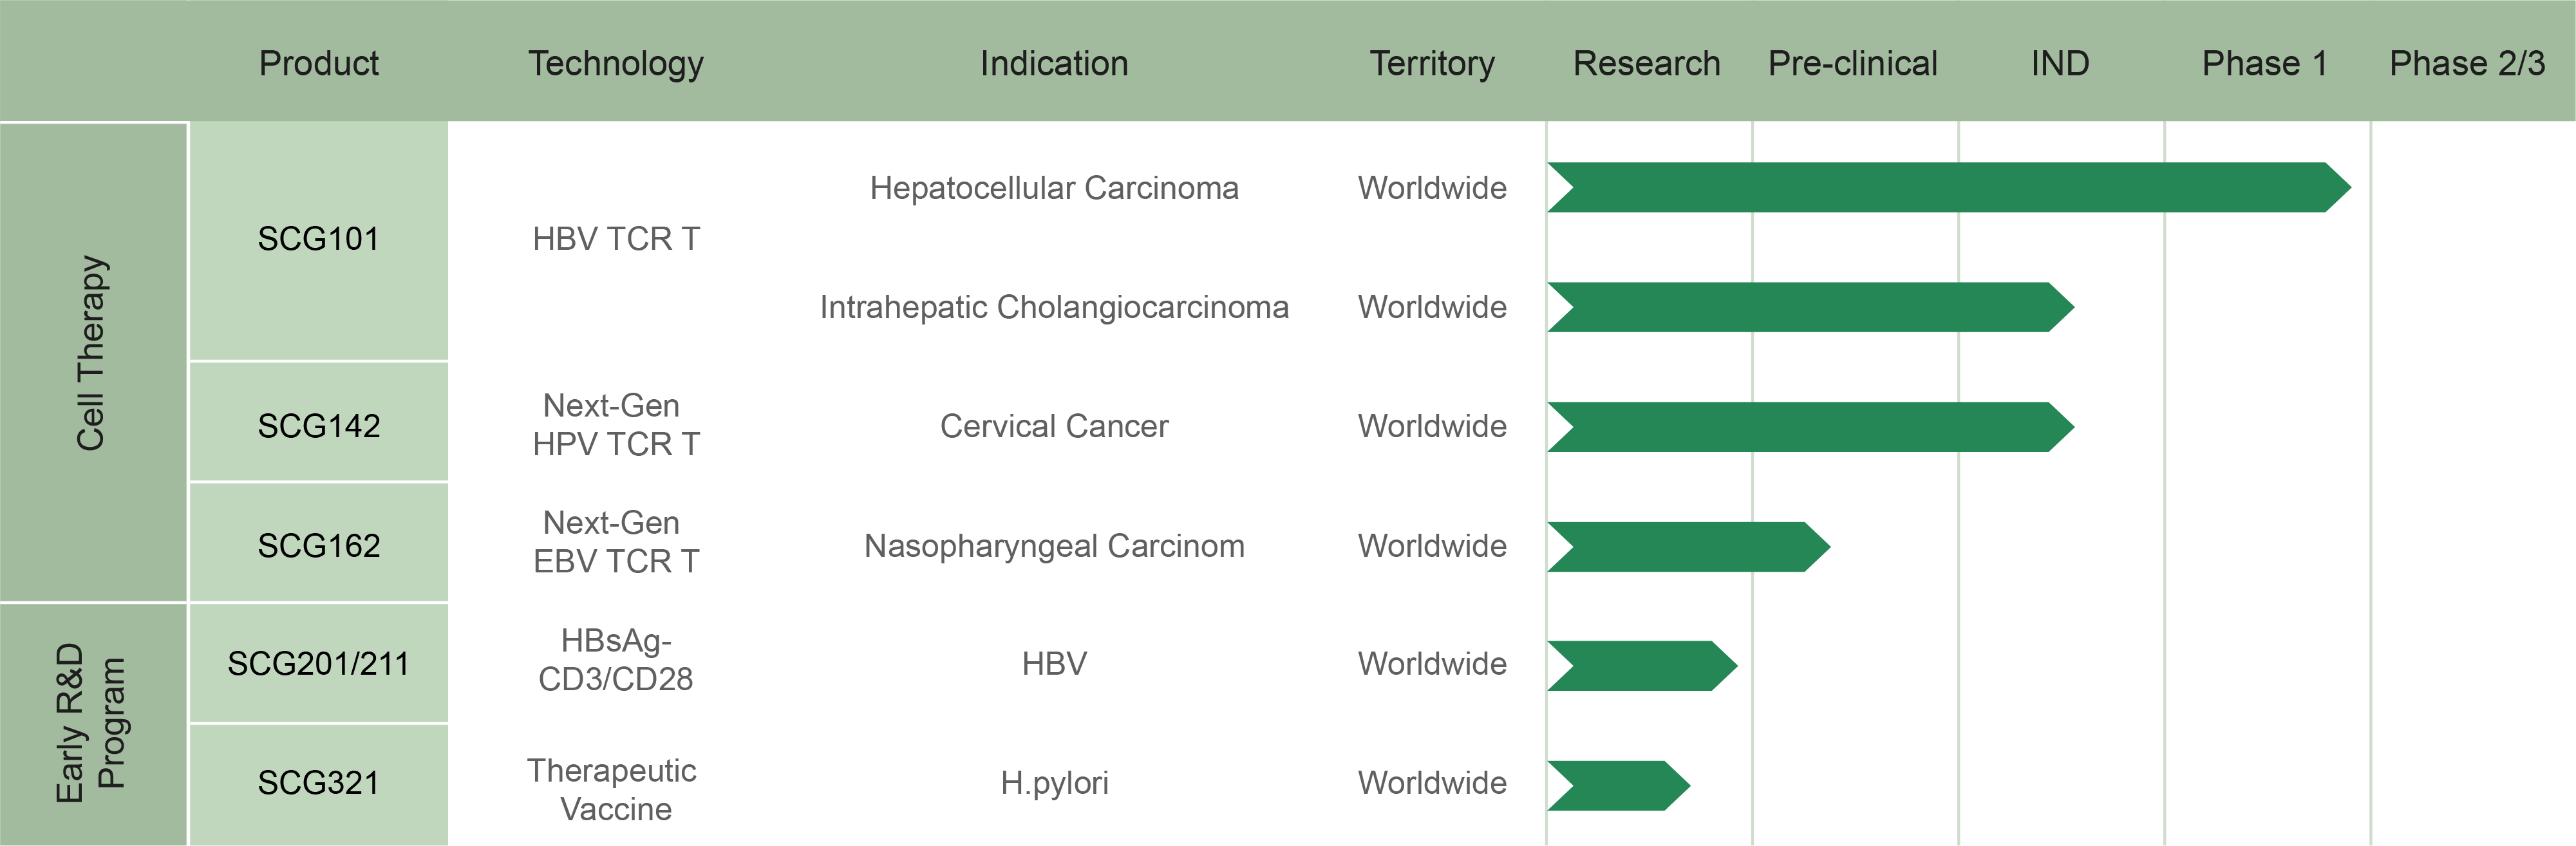 Product Technology Indication Territory Research Pre-clinical IND Phase 1 Phase 2/3
Cell Therapy
SCG101
HBV TCR T
Hepatocellular Carcinoma
Worldwide
Intrahepatic Cholangiocarcinoma
Worldwide
SCG142
Next-Gen
HPV TCR T
Cervical Cancer
Worldwide
SCG162
Next-Gen
EBV TCR T
Nasopharyngeal Carcinom
Worldwide
Early R&D
Program
SCG201/211
HBsAg-
CD3/CD28
HBV
Worldwide
SCG321
Therapeutic
Vaccine
H.pylori
Worldwide